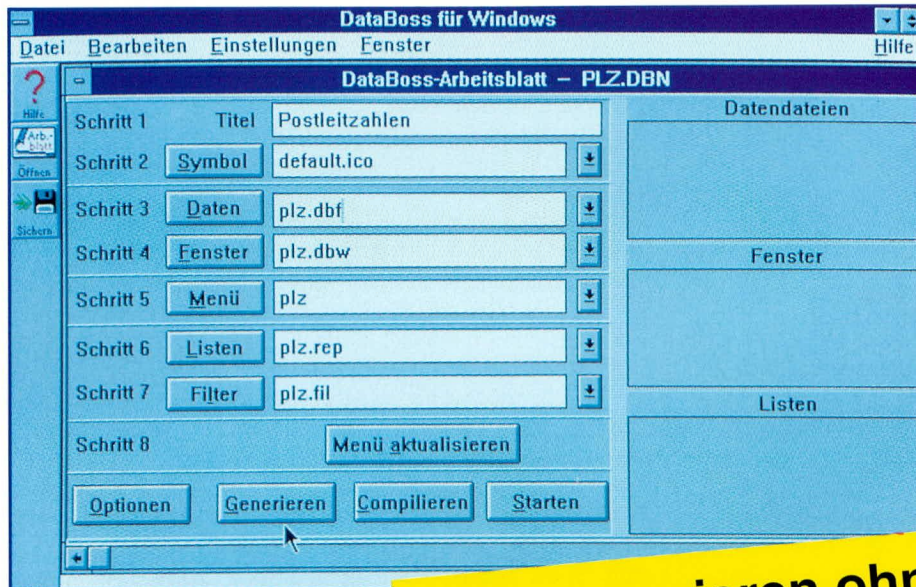 DataBoss für Windows
Datei Bearbeiten Einstellungen Fenster Hilfe
DataBoss-Arbeitsblatt – PLZ.DBN
Hilfe
Arb.-
blatt
Öffnen
Sichern
Schritt 1 Titel Postleitzahlen
Schritt 2 Symbol default.ico
Schritt 3 Daten plz.dbf
Schritt 4 Fenster plz.dbw
Schritt 5 Menü plz
Schritt 6 Listen plz.rep
Schritt 7 Filter plz.fil
Schritt 8 Menü aktualisieren
Optionen Generieren Compilieren Starten
Datendateien
Fenster
Listen